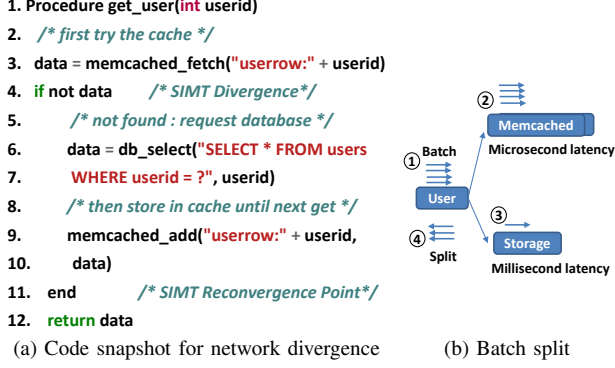 1. Procedure get_user(int userid)
2. /* first try the cache */
3. data = memcached_fetch("userrow:" + userid)
4. if not data /* SIMT Divergence*/
5. /* not found : request database */
6. data = db_select("SELECT * FROM users
7. WHERE userid = ?", userid)
8. /* then store in cache until next get */
9. memcached_add("userrow:" + userid,
10. data)
11. end /* SIMT Reconvergence Point*/
12. return data
(a) Code snapshot for network divergence
2
Memcached
Microsecond latency
Batch
1
User
3
4
Storage
Split
Millisecond latency
(b) Batch split